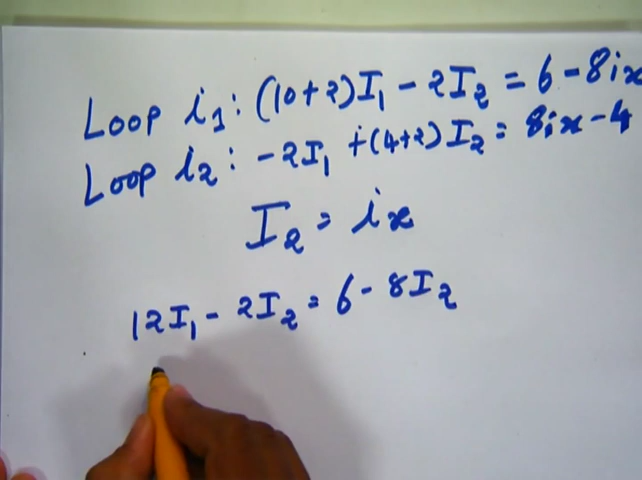 Loop i₁: (10+2)I₁ - 2I₂ = 6 - 8ix
Loop i₂: -2I₁ +(4+2)I₂ = 8ix - 4
I₂ = ix
12I₁ - 2I₂ = 6 - 8I₂